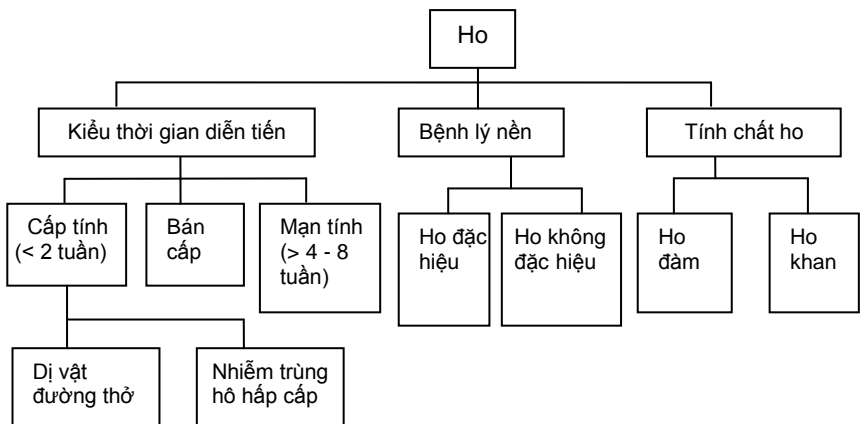 Ho
Kiểu thời gian diễn tiến
Bệnh lý nền
Tính chất ho
Cấp tính
(< 2 tuần)
Bán
cấp
Mạn tính
(> 4 - 8
tuần)
Ho đặc
hiệu
Ho không
đặc hiệu
Ho
đàm
Ho
khan
Dị vật
đường thở
Nhiễm trùng
hô hấp cấp